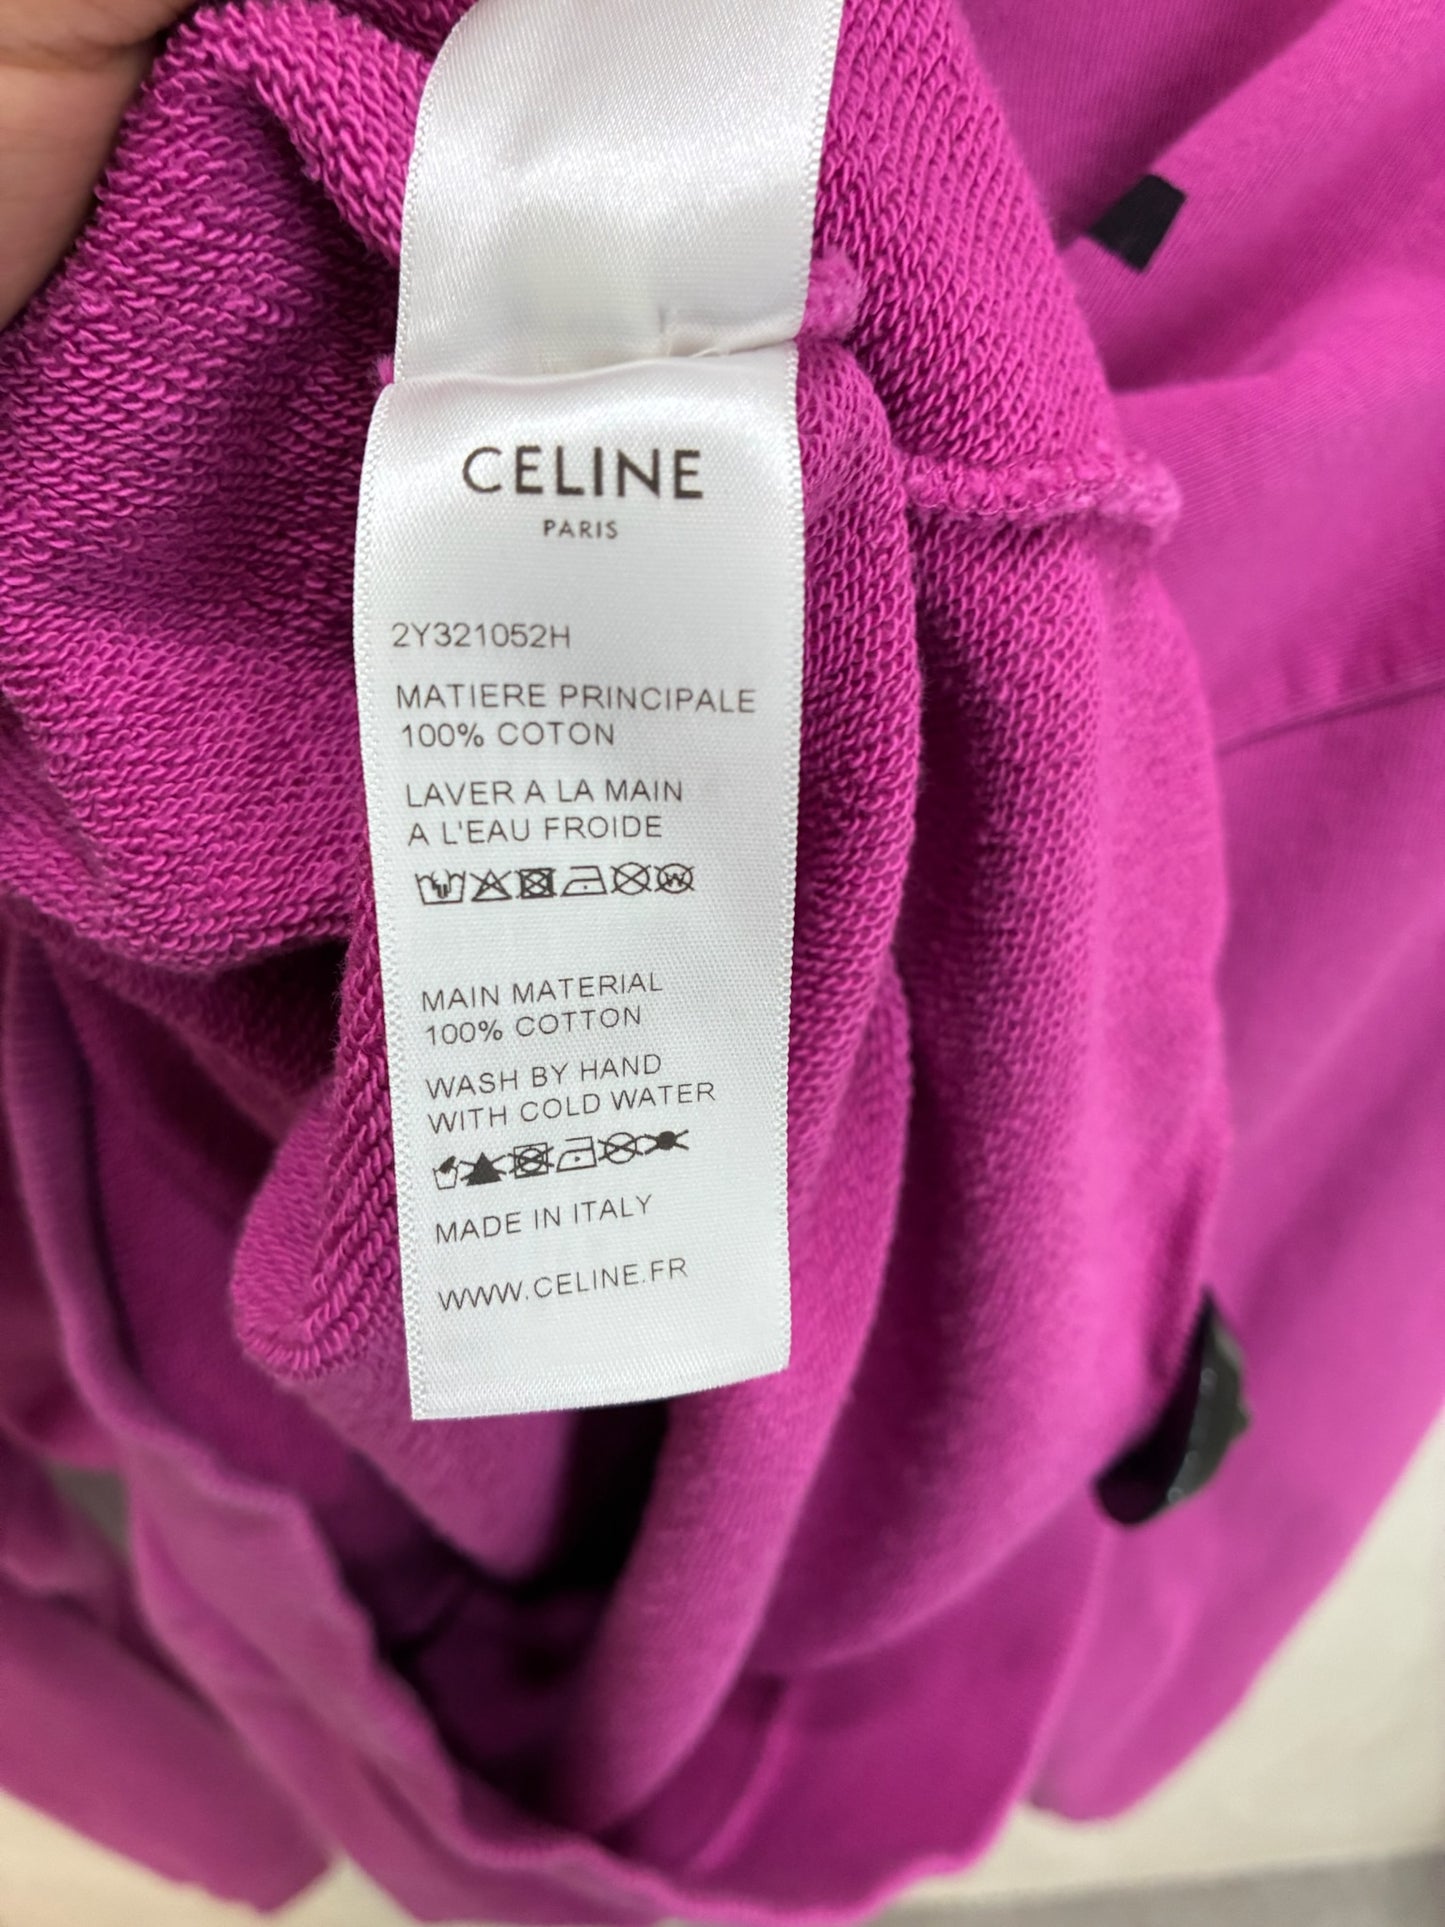 CELINE
PARIS
2Y321052H
MATIERE PRINCIPALE
100% COTON
LAVER A LA MAIN
A L'EAU FROIDE
W
MAIN MATERIAL
100% COTTON
WASH BY HAND
WITH COLD WATER
MADE IN ITALY
WWW.CELINE.FR